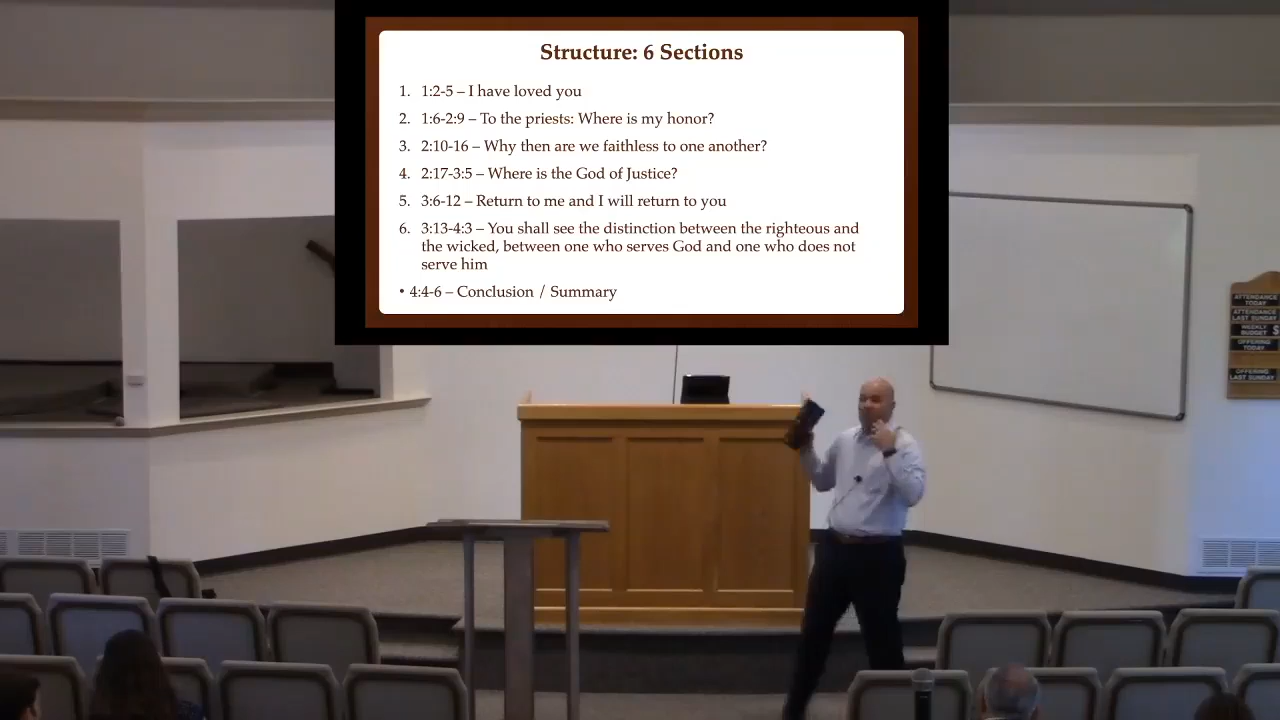 Structure: 6 Sections
1. 1:2-5 – I have loved you
2. 1:6-2:9 – To the priests: Where is my honor?
3. 2:10-16 – Why then are we faithless to one another?
4. 2:17-3:5 – Where is the God of Justice?
5. 3:6-12 – Return to me and I will return to you
6. 3:13-4:3 – You shall see the distinction between the righteous and
the wicked, between one who serves God and one who does not
serve him
• 4:4-6 – Conclusion / Summary
ATTENDANCE
TODAY
ATTENDANCE
LAST SUNDAY
WEEKLY
BUDGET $
OFFERING
TODAY
OFFERING
LAST SUNDAY